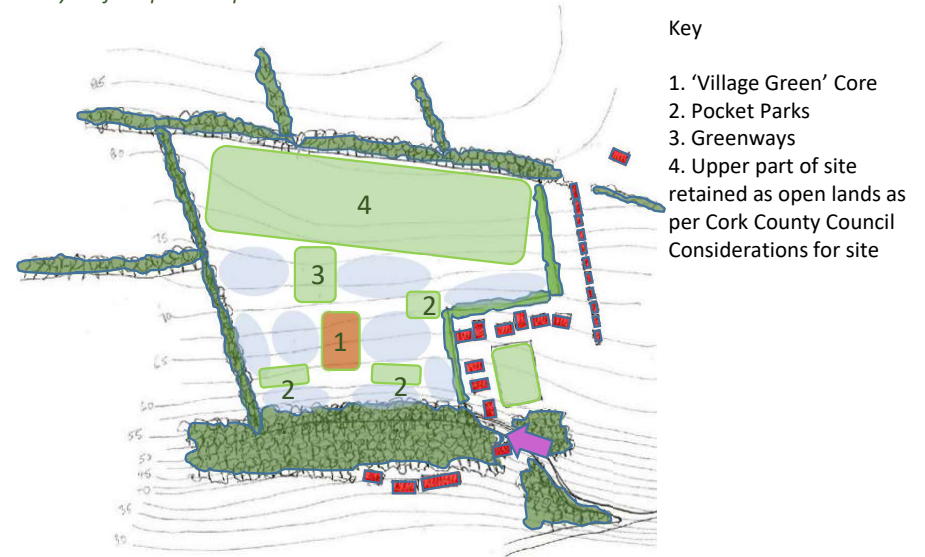 Key
1. ‘Village Green’ Core
2. Pocket Parks
3. Greenways
4. Upper part of site
retained as open lands as
per Cork County Council
Considerations for site
85
80
4
75
3
2
70
1
65
2
2
60
55
50
45
40
35
30